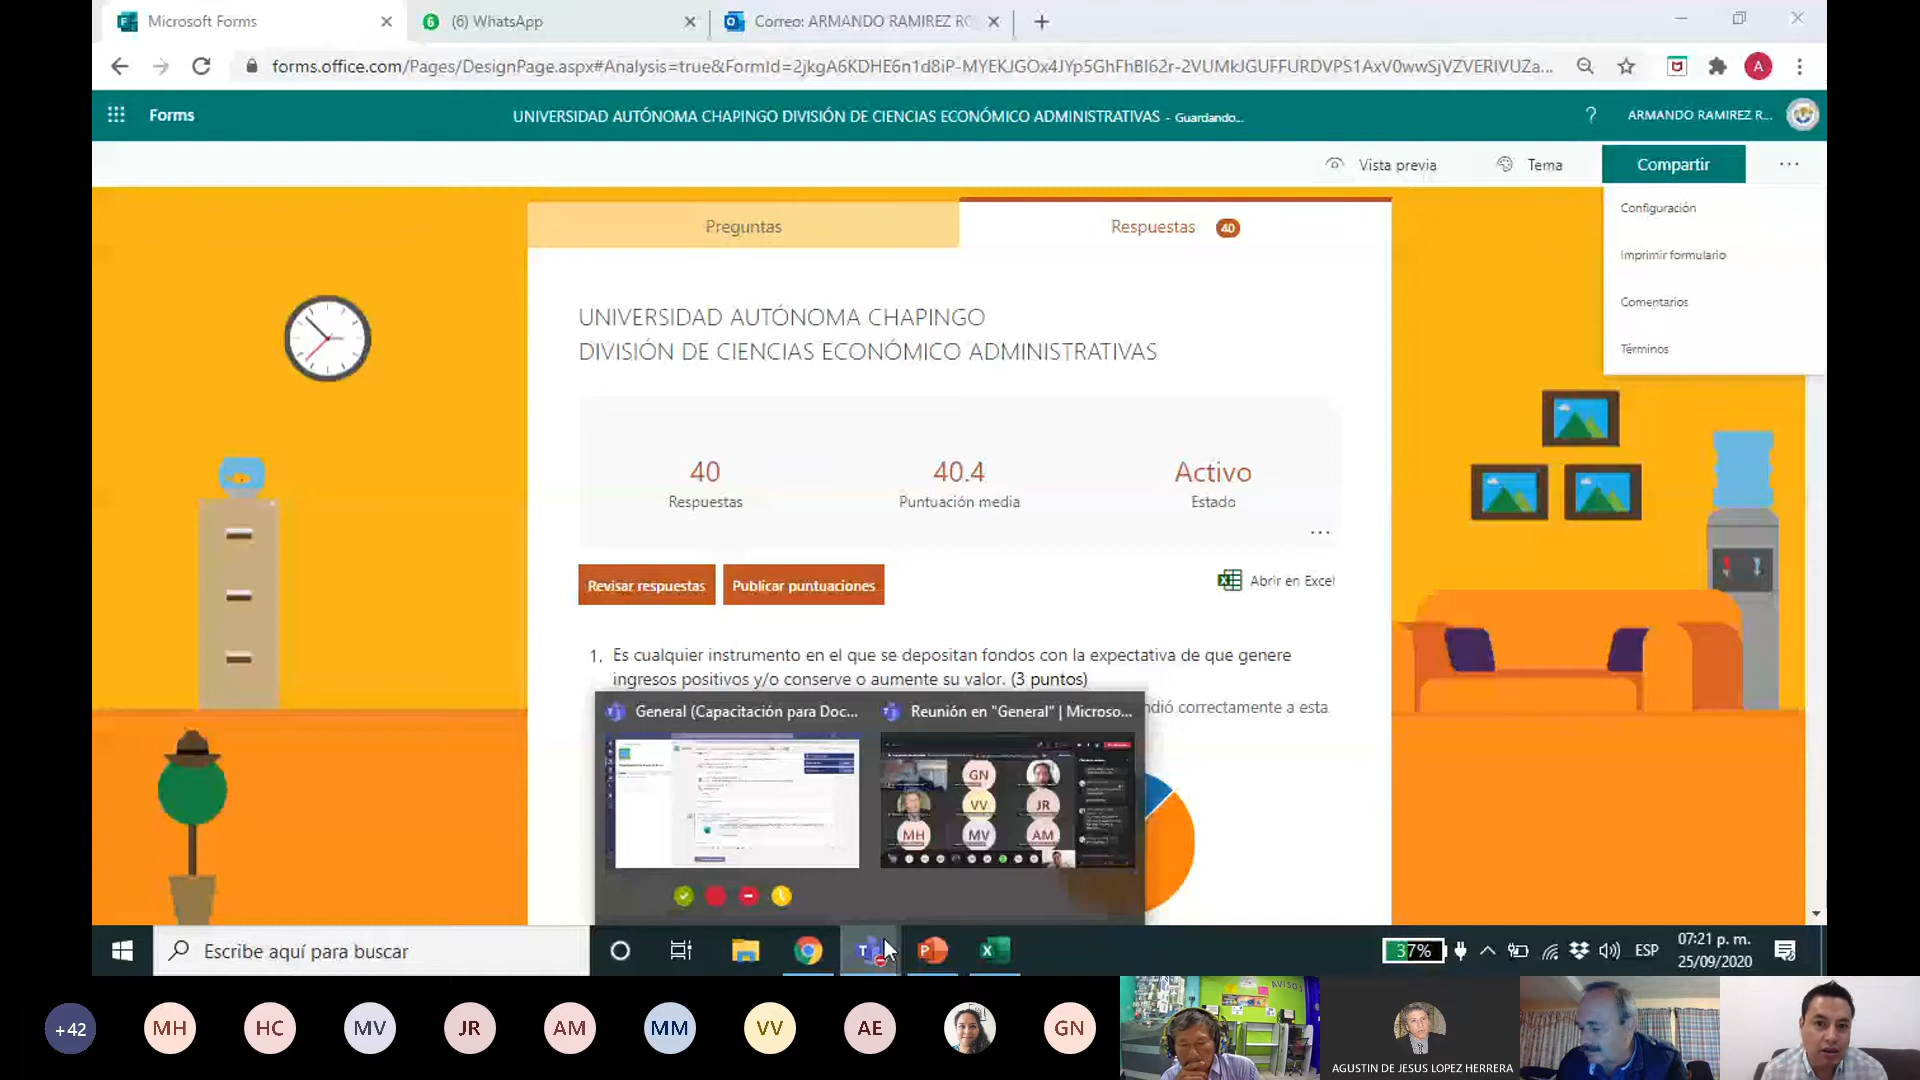 Microsoft Forms
(6) WhatsApp
Correo: ARMANDO RAMIREZ RO
forms.office.com/Pages/DesignPage.aspx#Analysis=true&FormId=2jkgA6KDHE6n1d8iP-MYEKJGOx4JYp5GhFhBI62r-2VUMkJGUFFURDVPS1AxV0wwSjVZVERIVUZa...
A
Forms
UNIVERSIDAD AUTÓNOMA CHAPINGO DIVISIÓN DE CIENCIAS ECONÓMICO ADMINISTRATIVAS - Guardando...
?
ARMANDO RAMIREZ R...
Vista previa
Tema
Compartir
...
Configuración
Imprimir formulario
Comentarios
Términos
Preguntas
Respuestas 40
UNIVERSIDAD AUTÓNOMA CHAPINGO
DIVISIÓN DE CIENCIAS ECONÓMICO ADMINISTRATIVAS
40
Respuestas
40.4
Puntuación media
Activo
Estado
...
Revisar respuestas
Publicar puntuaciones
Abrir en Excel
1. Es cualquier instrumento en el que se depositan fondos con la expectativa de que genere
ingresos positivos y/o conserve o aumente su valor. (3 puntos)
ndió correctamente a esta
General (Capacitación para Doc...
Reunión en "General" | Microso...
GN
VV
JR
MH
MV
AM
Escribe aquí para buscar
37%
ESP
07:21 p. m.
25/09/2020
+42
MH
HC
MV
JR
AM
MM
VV
AE
GN
AVISOS
AGUSTIN DE JESUS LOPEZ HERRERA